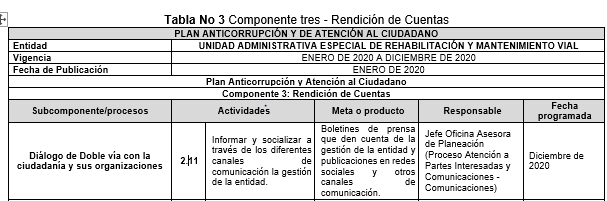 Tabla No 3 Componente tres - Rendición de Cuentas
PLAN ANTICORRUPCIÓN Y DE ATENCIÓN AL CIUDADANO
Entidad UNIDAD ADMINISTRATIVA ESPECIAL DE REHABILITACIÓN Y MANTENIMIENTO VIAL
Vigencia ENERO DE 2020 A DICIEMBRE DE 2020
Fecha de Publicación ENERO DE 2020
Plan Anticorrupción y Atención al Ciudadano
Componente 3: Rendición de Cuentas
Subcomponente/procesos Actividades Meta o producto Responsable Fecha programada
Diálogo de Doble vía con la
ciudadanía y sus organizaciones
2.11
Informar y socializar a
través de los diferentes
canales de
comunicación la gestión
de la entidad.
Boletines de prensa
que den cuenta de la
gestión de la entidad y
publicaciones en redes
sociales y otros
canales de
comunicación.
Jefe Oficina Asesora
de Planeación
(Proceso Atención a
Partes Interesadas y
Comunicaciones -
Comunicaciones)
Diciembre de
2020